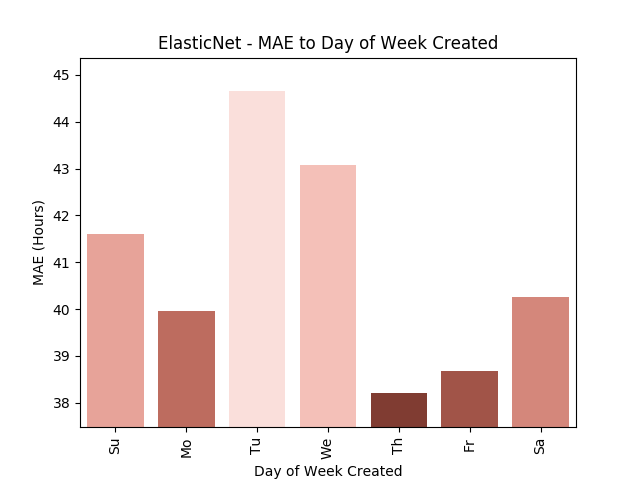 ElasticNet - MAE to Day of Week Created
MAE (Hours)
45
44
43
42
41
40
39
38
Su
Mo
Tu
We
Th
Fr
Sa
Day of Week Created